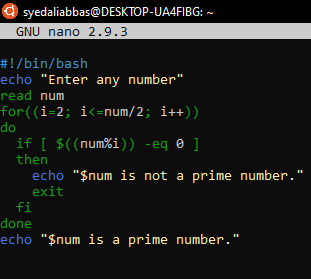 syedaliabbas@DESKTOP-UA4FIBG: ~
GNU nano 2.9.3
#!/bin/bash
echo "Enter any number"
read num
for((i=2; i<=num/2; i++))
do
  if [ $((num%i)) -eq 0 ]
  then
    echo "$num is not a prime number."
    exit
  fi
done
echo "$num is a prime number."